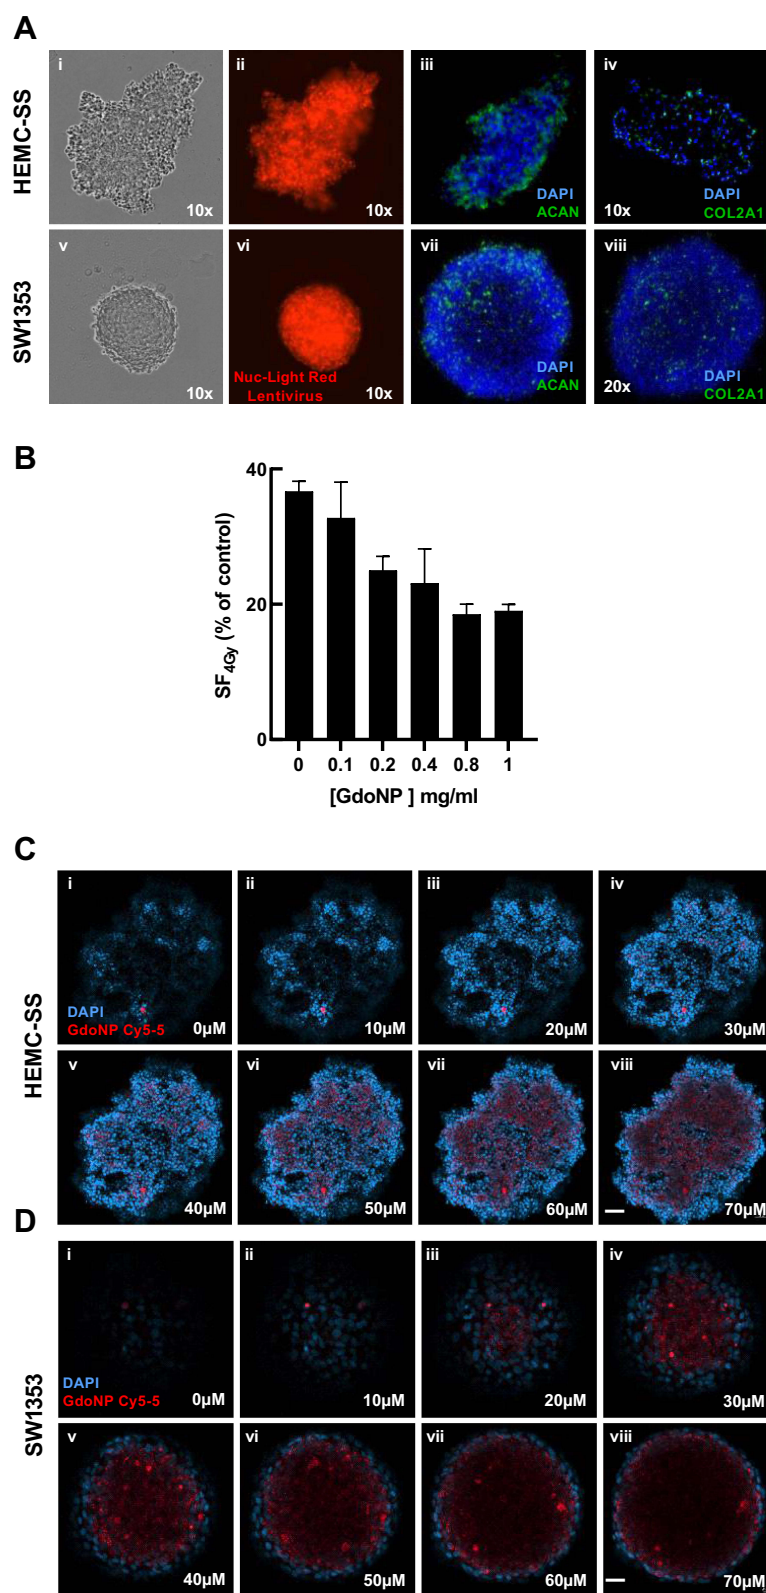 A
HEMC-SS
i
10x
ii
10x
iii
DAPI
ACAN
iv
10x
DAPI
COL2A1
SW1353
v
10x
vi
Nuc-Light Red
Lentivirus
10x
vii
DAPI
ACAN
viii
20x
DAPI
COL2A1
B
SF4Gy (% of control)
40
20
0
0 0.1 0.2 0.4 0.8 1
[GdoNP ] mg/ml
C
HEMC-SS
i
DAPI
GdoNP Cy5-5
0µM
ii
10µM
iii
20µM
iv
30µM
v
40µM
vi
50µM
vii
60µM
viii
70µM
D
SW1353
i
DAPI
GdoNP Cy5-5
0µM
ii
10µM
iii
20µM
iv
30µM
v
40µM
vi
50µM
vii
60µM
viii
70µM